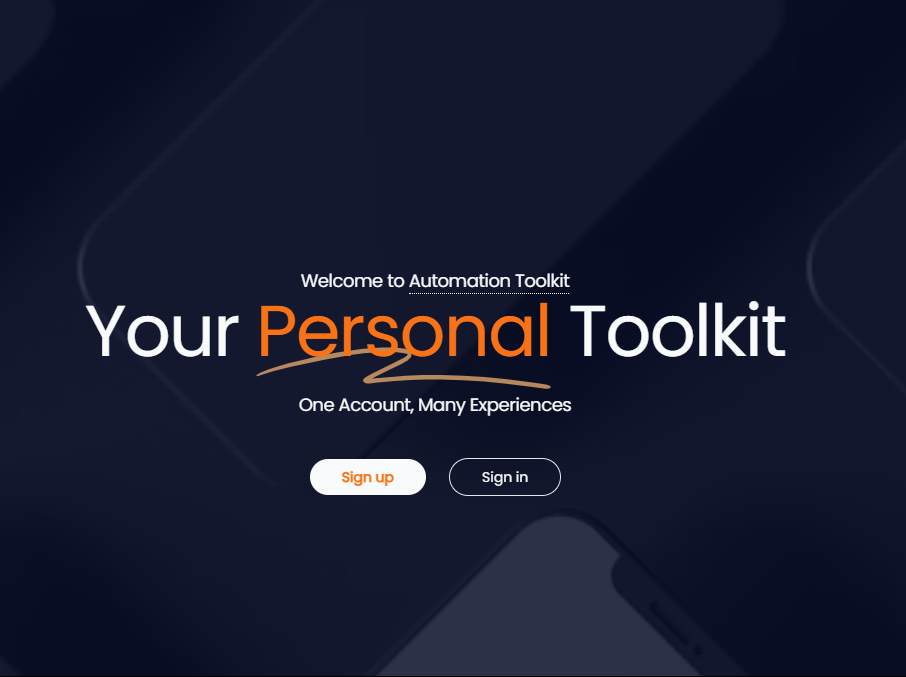 Welcome to Automation Toolkit
Your Personal Toolkit
One Account, Many Experiences
Sign up
Sign in